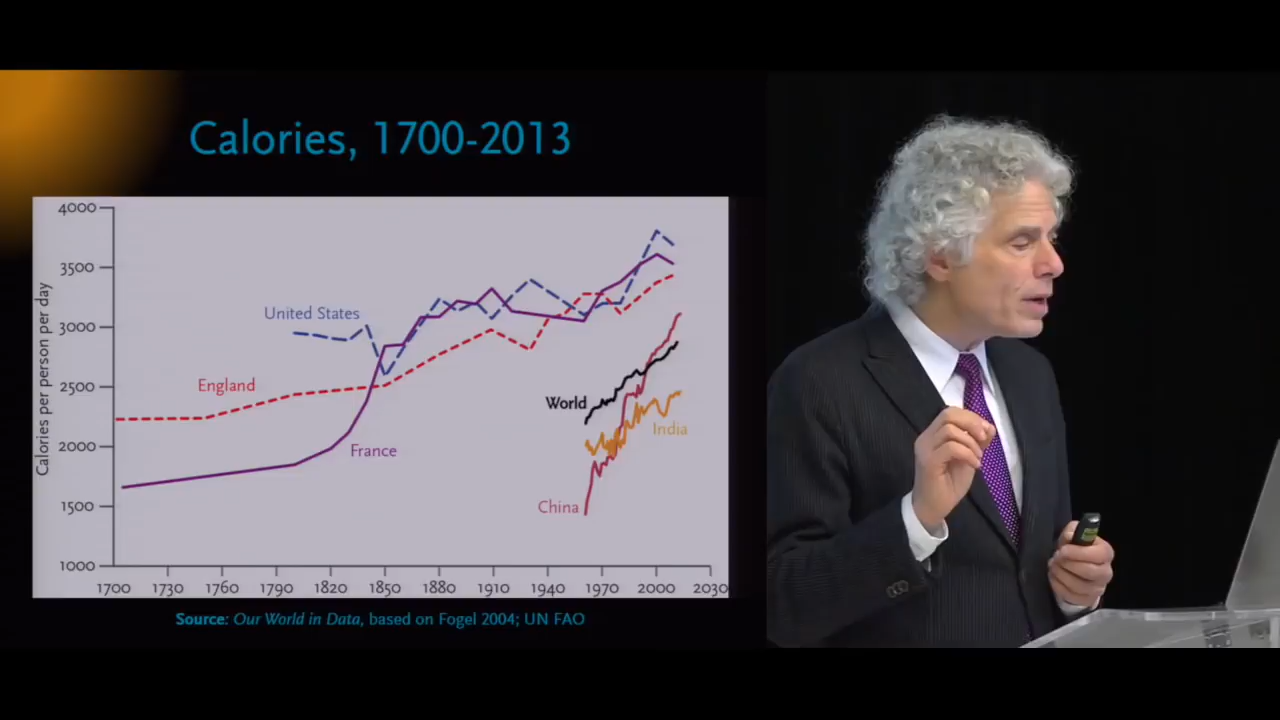 Calories, 1700-2013
Calories per person per day
4000
3500
3000
2500
2000
1500
1000
United States
England
France
World
India
China
1700 1730 1760 1790 1820 1850 1880 1910 1940 1970 2000 2030
Source: Our World in Data, based on Fogel 2004; UN FAO